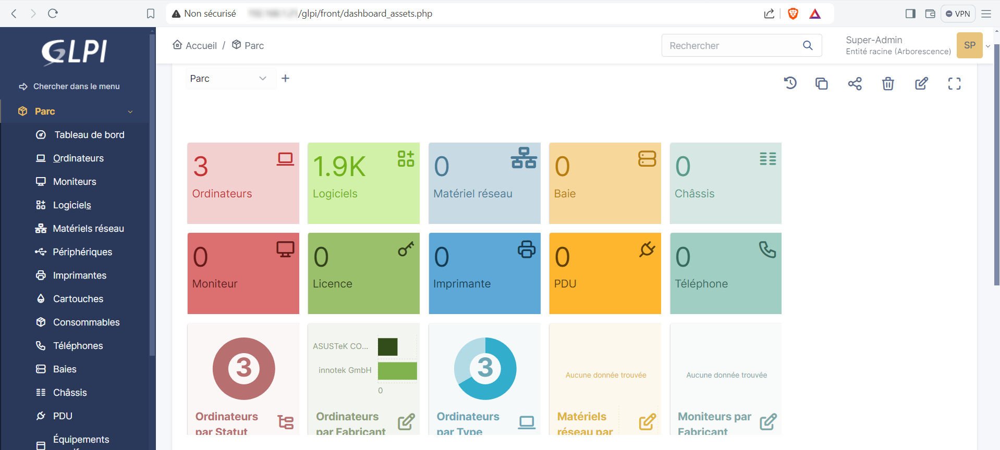 Non sécurisé /glpi/front/dashboard_assets.php
VPN
GLPI
Chercher dans le menu
Parc
Tableau de bord
Ordinateurs
Moniteurs
Logiciels
Matériels réseau
Périphériques
Imprimantes
Cartouches
Consommables
Téléphones
Baies
Châssis
PDU
Équipements
Accueil / Parc
Rechercher
Super-Admin
Entité racine (Arborescence)
SP
Parc
3
Ordinateurs
1.9K
Logiciels
0
Matériel réseau
0
Baie
0
Châssis
0
Moniteur
0
Licence
0
Imprimante
0
PDU
0
Téléphone
3
Ordinateurs
par Statut
ASUSTeK CO...
innotek GmbH
0
Ordinateurs
par Fabricant
3
Ordinateurs
par Type
Aucune donnée trouvée
Matériels
réseau par
Aucune donnée trouvée
Moniteurs par
Fabricant